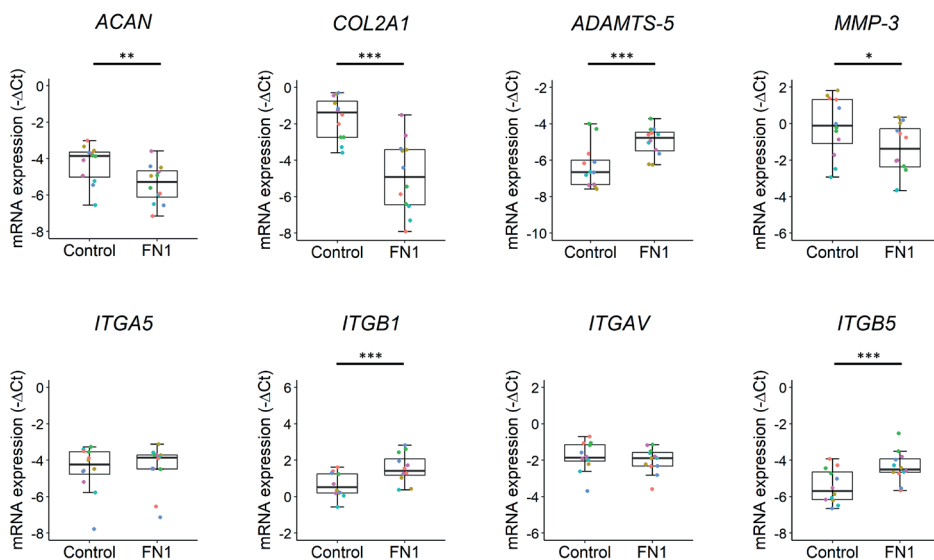 ACAN COL2A1 ADAMTS-5 MMP-3
** *** *** *
mRNA expression (-ΔCt) mRNA expression (-ΔCt) mRNA expression (-ΔCt) mRNA expression (-ΔCt)
0 0 -2 2
-2 -2 -4 0
-4 -4 -6 -2
-6 -6 -8 -4
-8 -8 -10 -6
Control FN1 Control FN1 Control FN1 Control FN1
ITGA5 ITGB1 ITGAV ITGB5
*** ***
mRNA expression (-ΔCt) mRNA expression (-ΔCt) mRNA expression (-ΔCt) mRNA expression (-ΔCt)
0 6 2 0
-2 4 0 -2
-4 2 -2 -4
-6 0 -4 -6
-8 -2 -6 -8
Control FN1 Control FN1 Control FN1 Control FN1